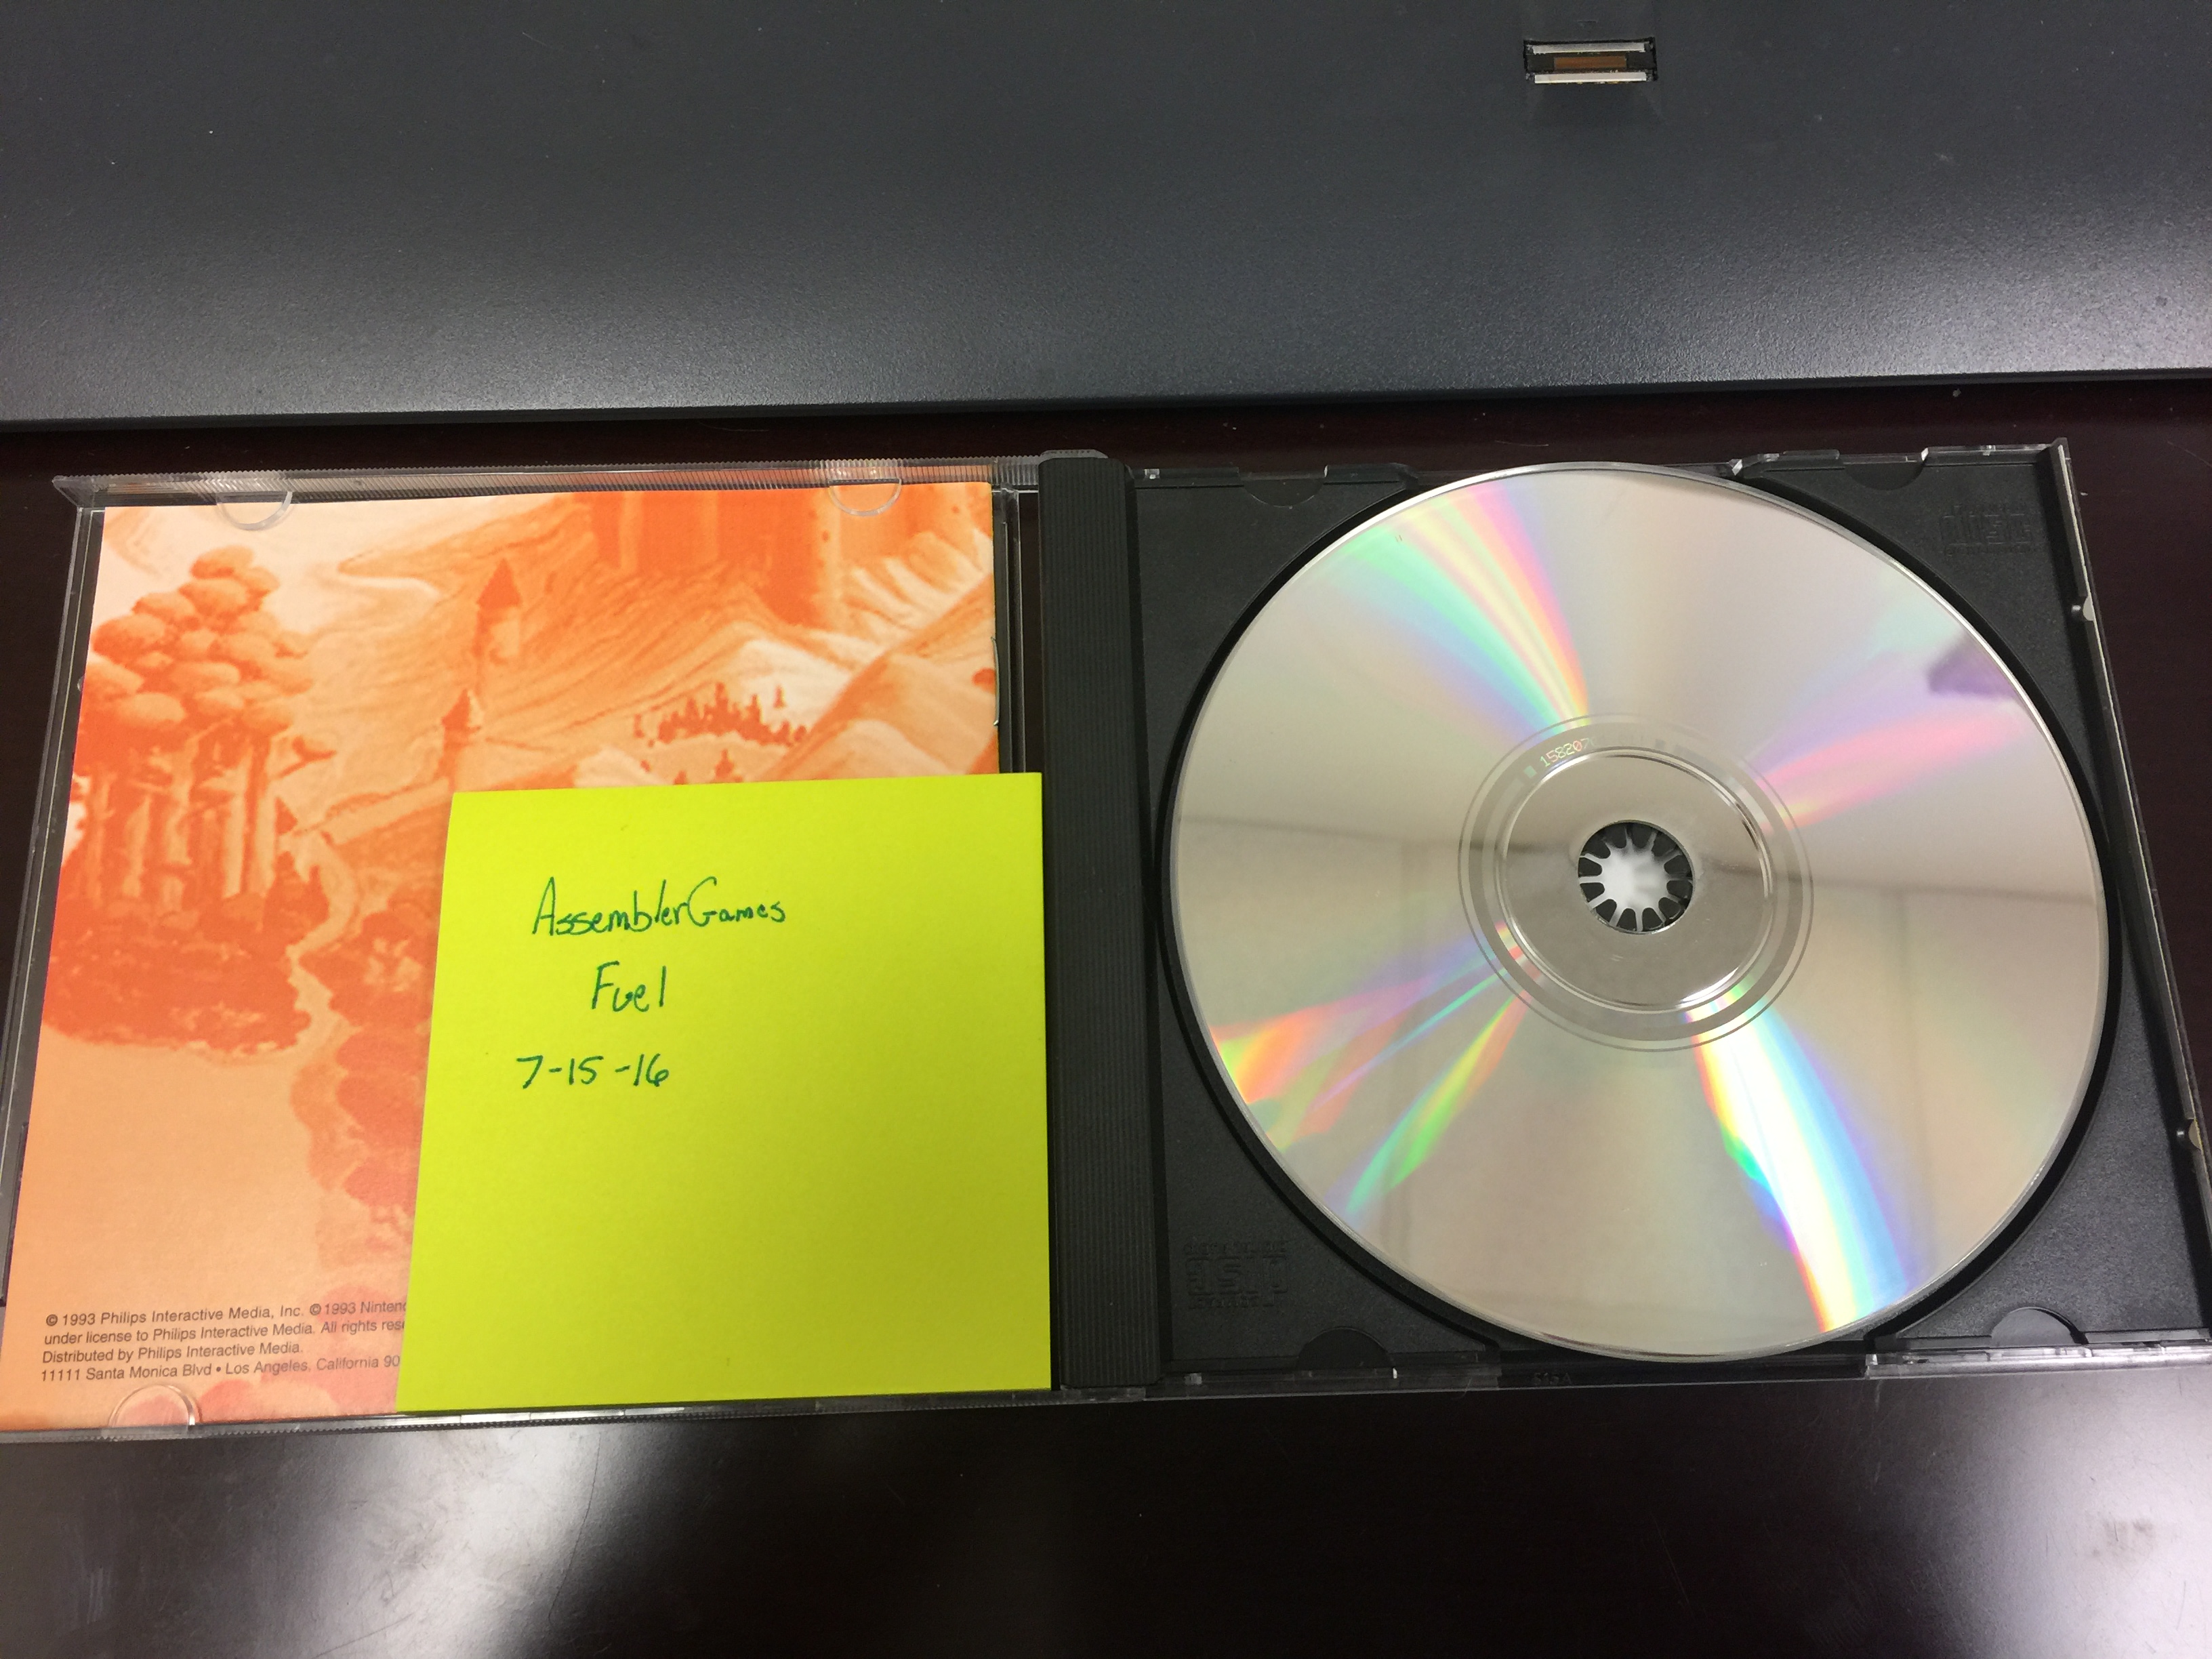 AssemblerGames
Fuel
7-15-16
© 1993 Philips Interactive Media, Inc. © 1993 Ninten
under license to Philips Interactive Media. All rights
Distributed by Philips Interactive Media.
11111 Santa Monica Blvd • Los Angeles, California 90
158207